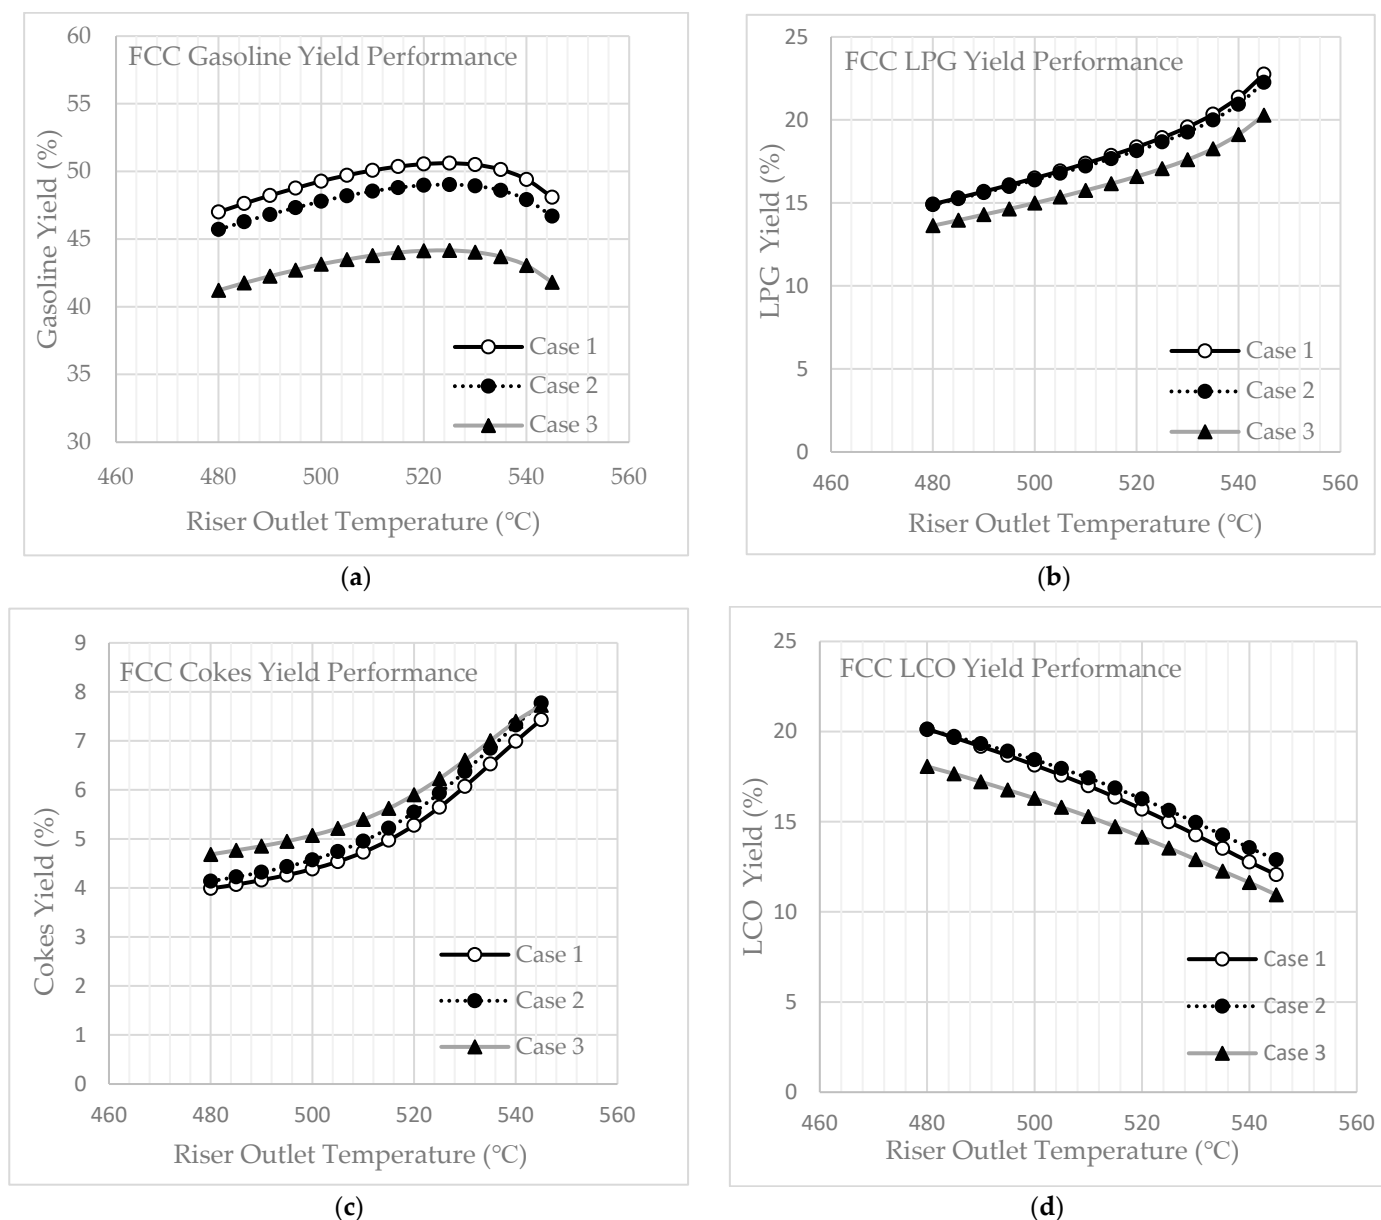 FCC Gasoline Yield Performance
60
55
50
45
40
35
30
Gasoline Yield (%)
Case 1
Case 2
Case 3
460
480
500
520
540
560
Riser Outlet Temperature (°C)
(a)
FCC LPG Yield Performance
25
20
15
10
5
0
LPG Yield (%)
Case 1
Case 2
Case 3
460
480
500
520
540
560
Riser Outlet Temperature (°C)
(b)
FCC Cokes Yield Performance
9
8
7
6
5
4
3
2
1
0
Cokes Yield (%)
Case 1
Case 2
Case 3
460
480
500
520
540
560
Riser Outlet Temperature (°C)
(c)
FCC LCO Yield Performance
25
20
15
10
5
0
LCO Yield (%)
Case 1
Case 2
Case 3
460
480
500
520
540
560
Riser Outlet Temperature (°C)
(d)